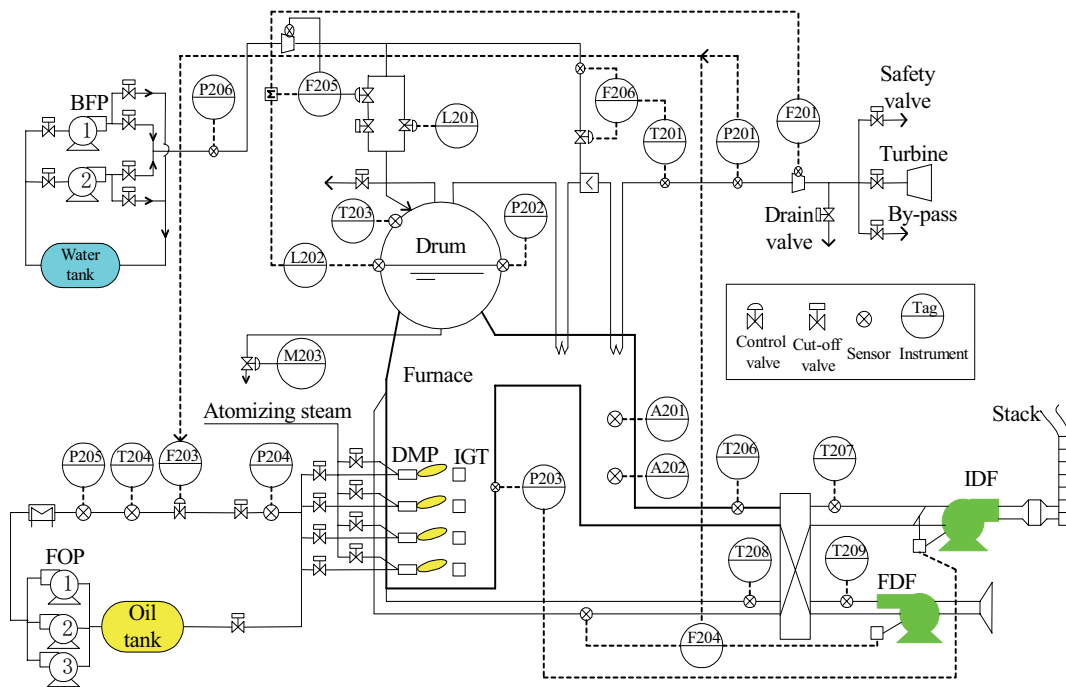 BFP
1
2
Water
tank
P206
F205
Σ
L201
F206
T201
P201
F201
Safety
valve
Turbine
By-pass
Drain
valve
T203
Drum
P202
L202
M203
Furnace
Tag
Control
valve
Cut-off
valve
Sensor
Instrument
Atomizing steam
P205
T204
F203
P204
DMP
IGT
P203
A201
A202
T206
T207
Stack
IDF
T208
T209
FDF
FOP
1
2
3
Oil
tank
F204